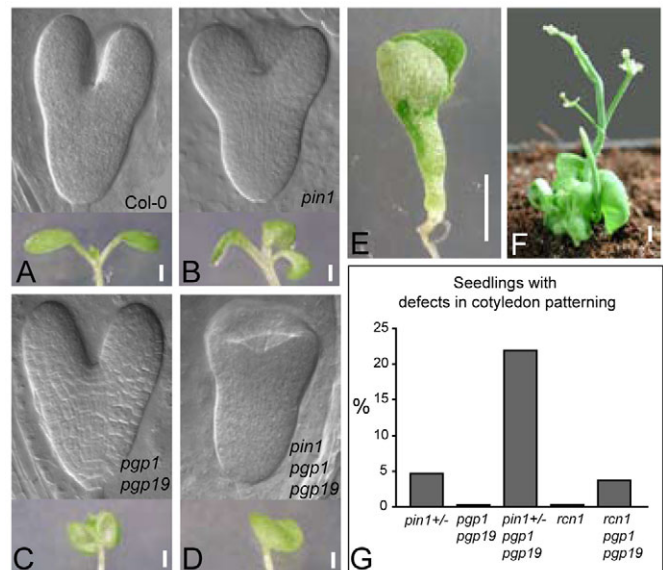 Col-0
A
pin1
B
E
F
pgp1
pgp19
C
pin1
pgp1
pgp19
D
Seedlings with
defects in cotyledon patterning
25
20
15
%
10
5
0
pin1+/-
pgp1
pgp19
pin1+/-
pgp1
pgp19
rcn1
rcn1
pgp1
pgp19
G